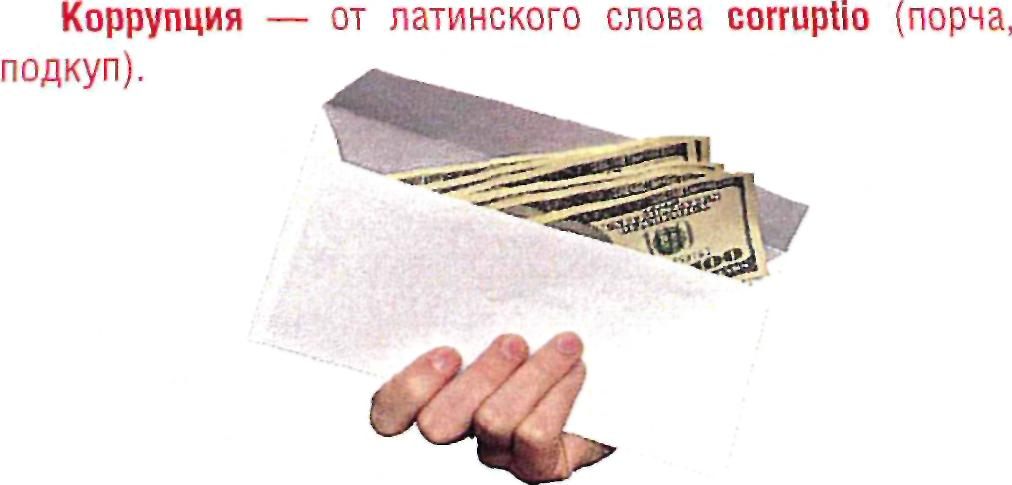 Коррупция — от латинского слова corruptio (порча,
подкуп).